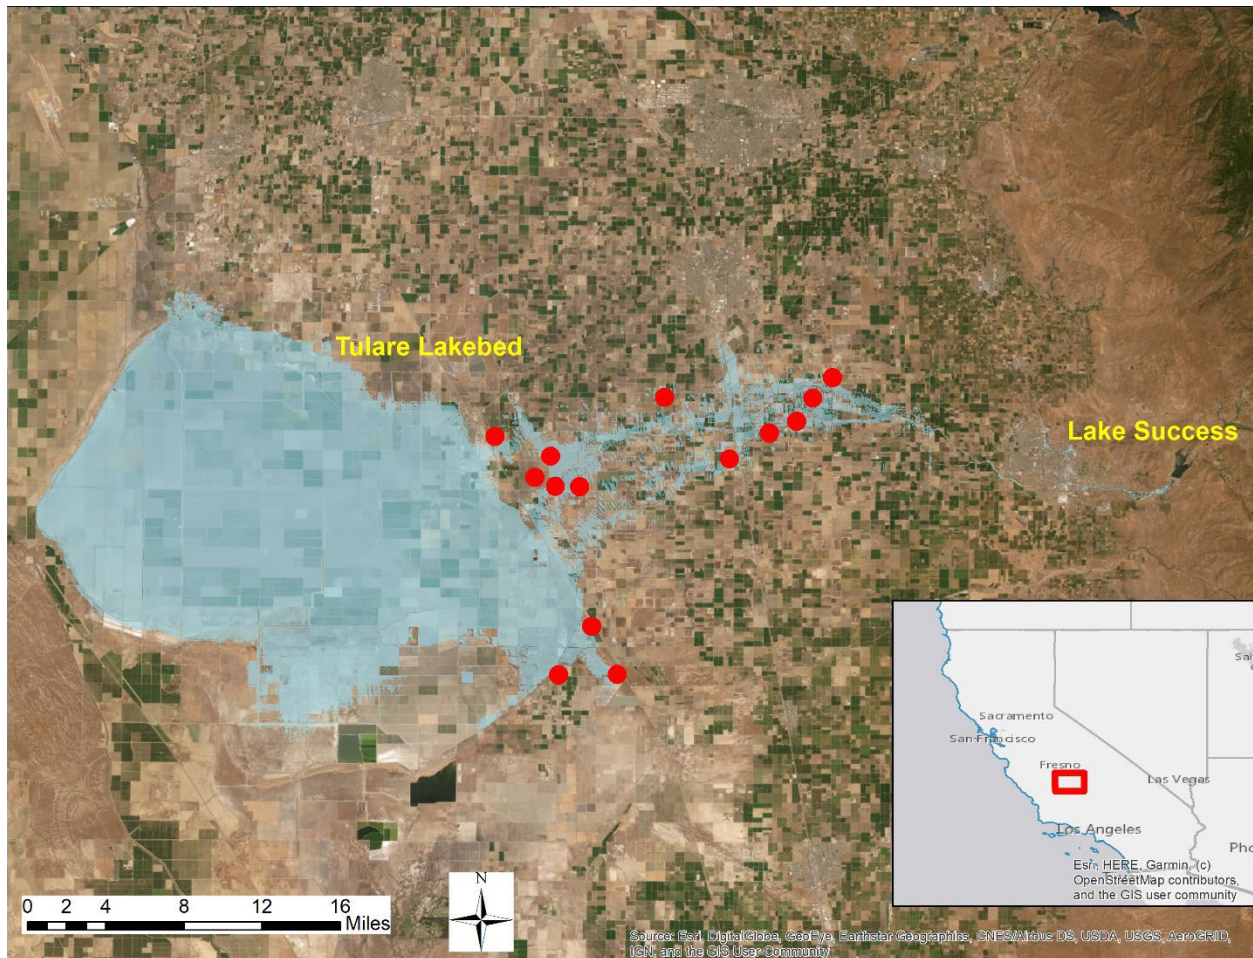 Tulare Lakebed
Lake Success
Sacramento
San Francisco
Fresno
Las Vegas
Los Angeles
Pho
Esri, HERE, Garmin, (c)
OpenStreetMap contributors,
and the GIS user community
0 2 4 8 12 16
Miles
N
Source: Esri, DigitalGlobe, GeoEye, Earthstar Geographics, CNES/Airbus DS, USDA, USGS, AeroGRID,
IGN, and the GIS User Community